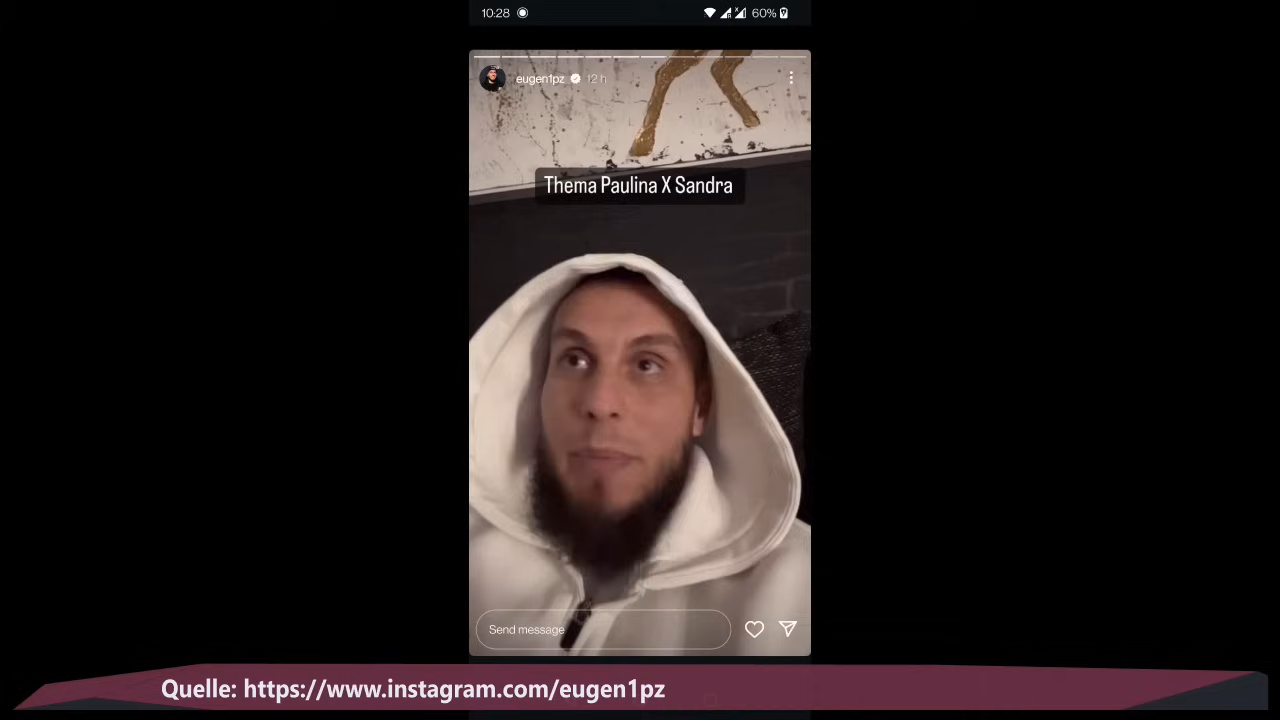 10:28
60%
eugen1pz 12 h
Thema Paulina X Sandra
Send message
Quelle: https://www.instagram.com/eugen1pz